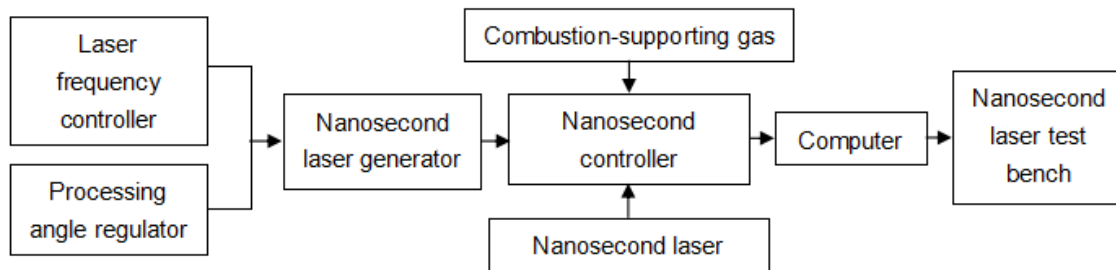 Laser
frequency
controller
Processing
angle regulator
Nanosecond
laser generator
Combustion-supporting gas
Nanosecond
controller
Nanosecond laser
Computer
Nanosecond
laser test
bench